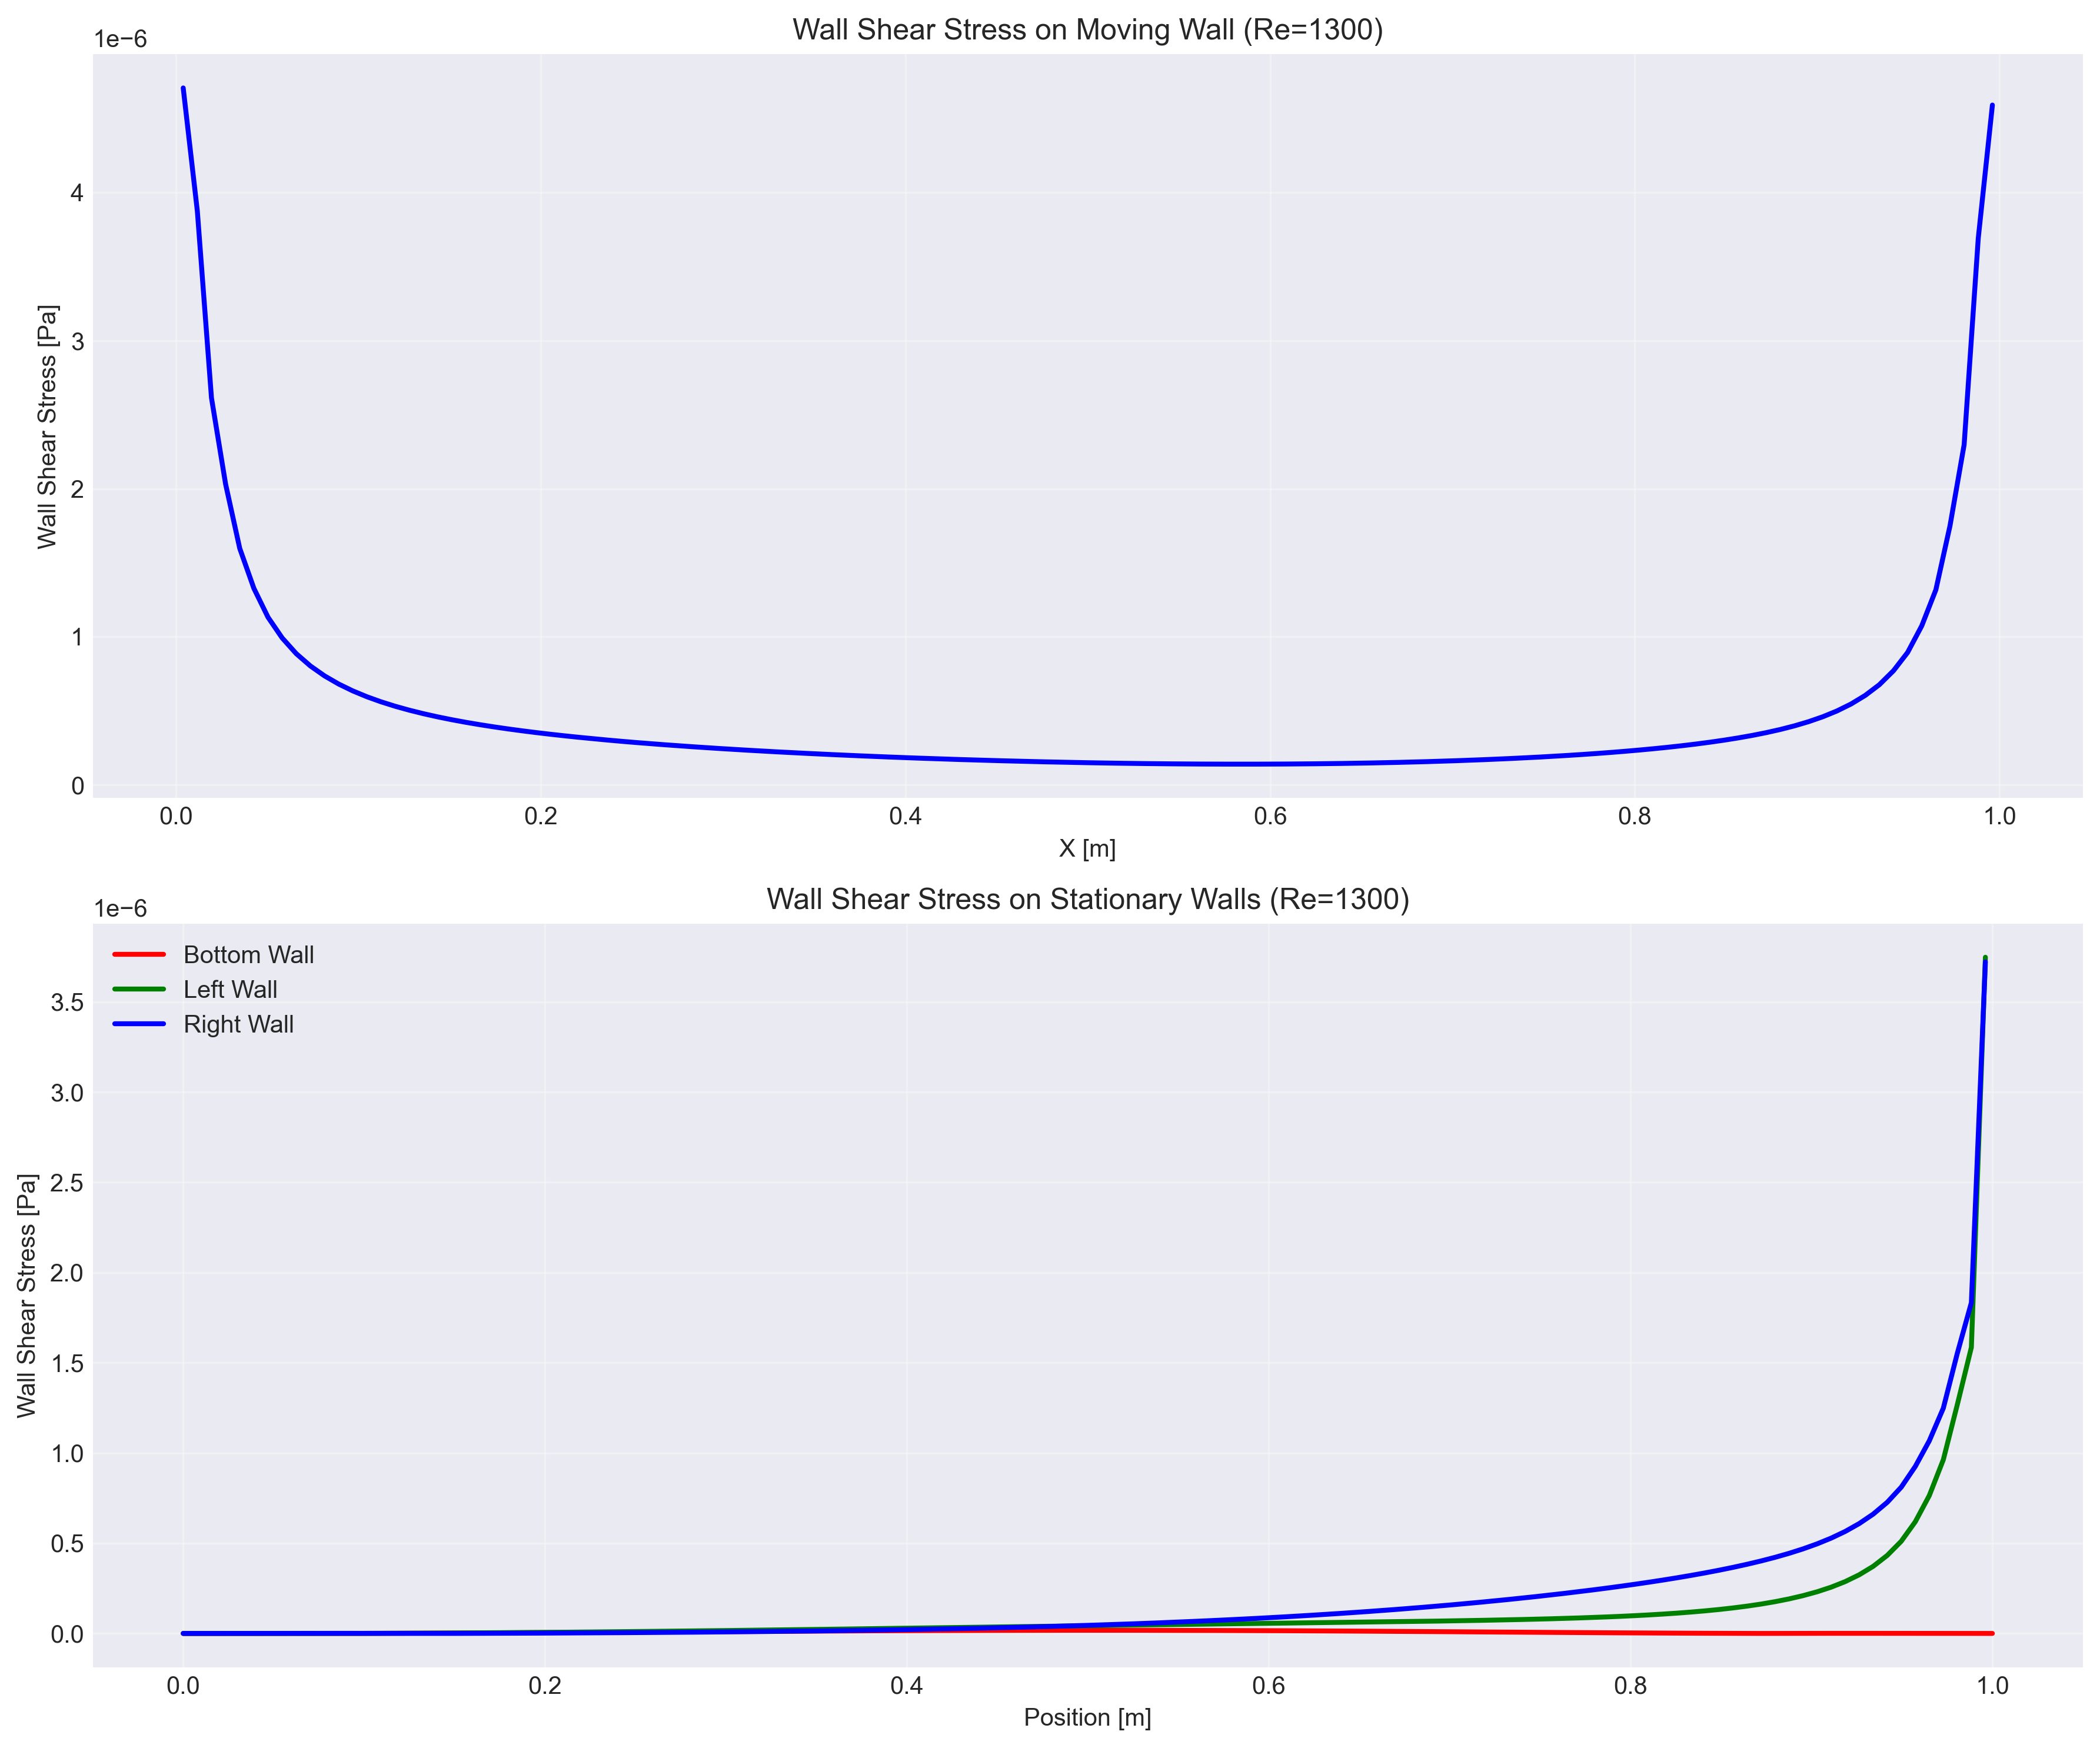 Wall Shear Stress on Moving Wall (Re=1300)
1e−6
4
3
2
1
0
Wall Shear Stress [Pa]
0.0 0.2 0.4 0.6 0.8 1.0
X [m]
Wall Shear Stress on Stationary Walls (Re=1300)
1e−6
Bottom Wall
Left Wall
Right Wall
3.5
3.0
2.5
2.0
1.5
1.0
0.5
0.0
Wall Shear Stress [Pa]
0.0 0.2 0.4 0.6 0.8 1.0
Position [m]